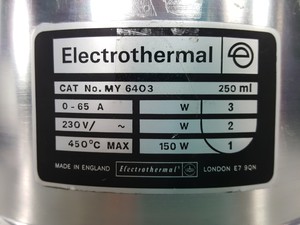 Electrothermal e
CAT No. MY 6403 250 ml
0-65 A W 3
230V/ ~ W 2
450°C MAX 150 W 1
MADE IN ENGLAND Electrothermal LONDON E7 9QN